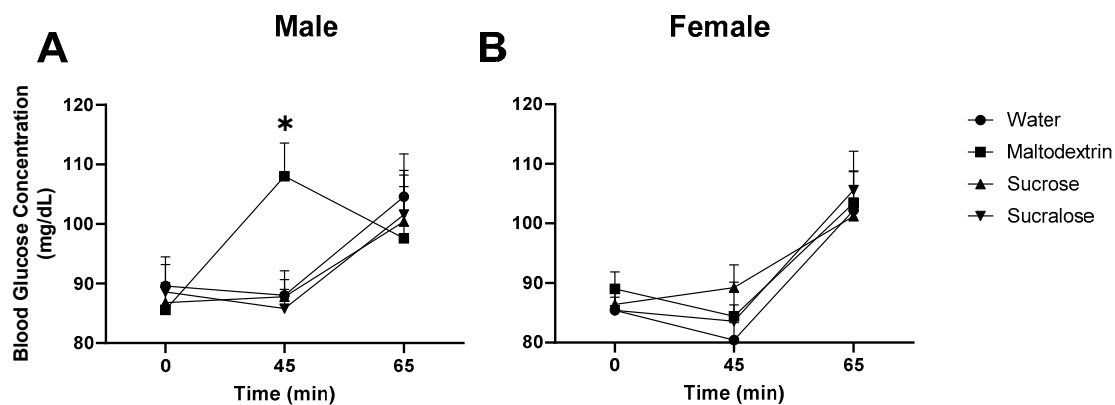 Male
Female
A
B
Blood Glucose Concentration
(mg/dL)
120
110
100
90
80
0
45
65
Time (min)
*
120
110
100
90
80
0
45
65
Time (min)
Water
Maltodextrin
Sucrose
Sucralose